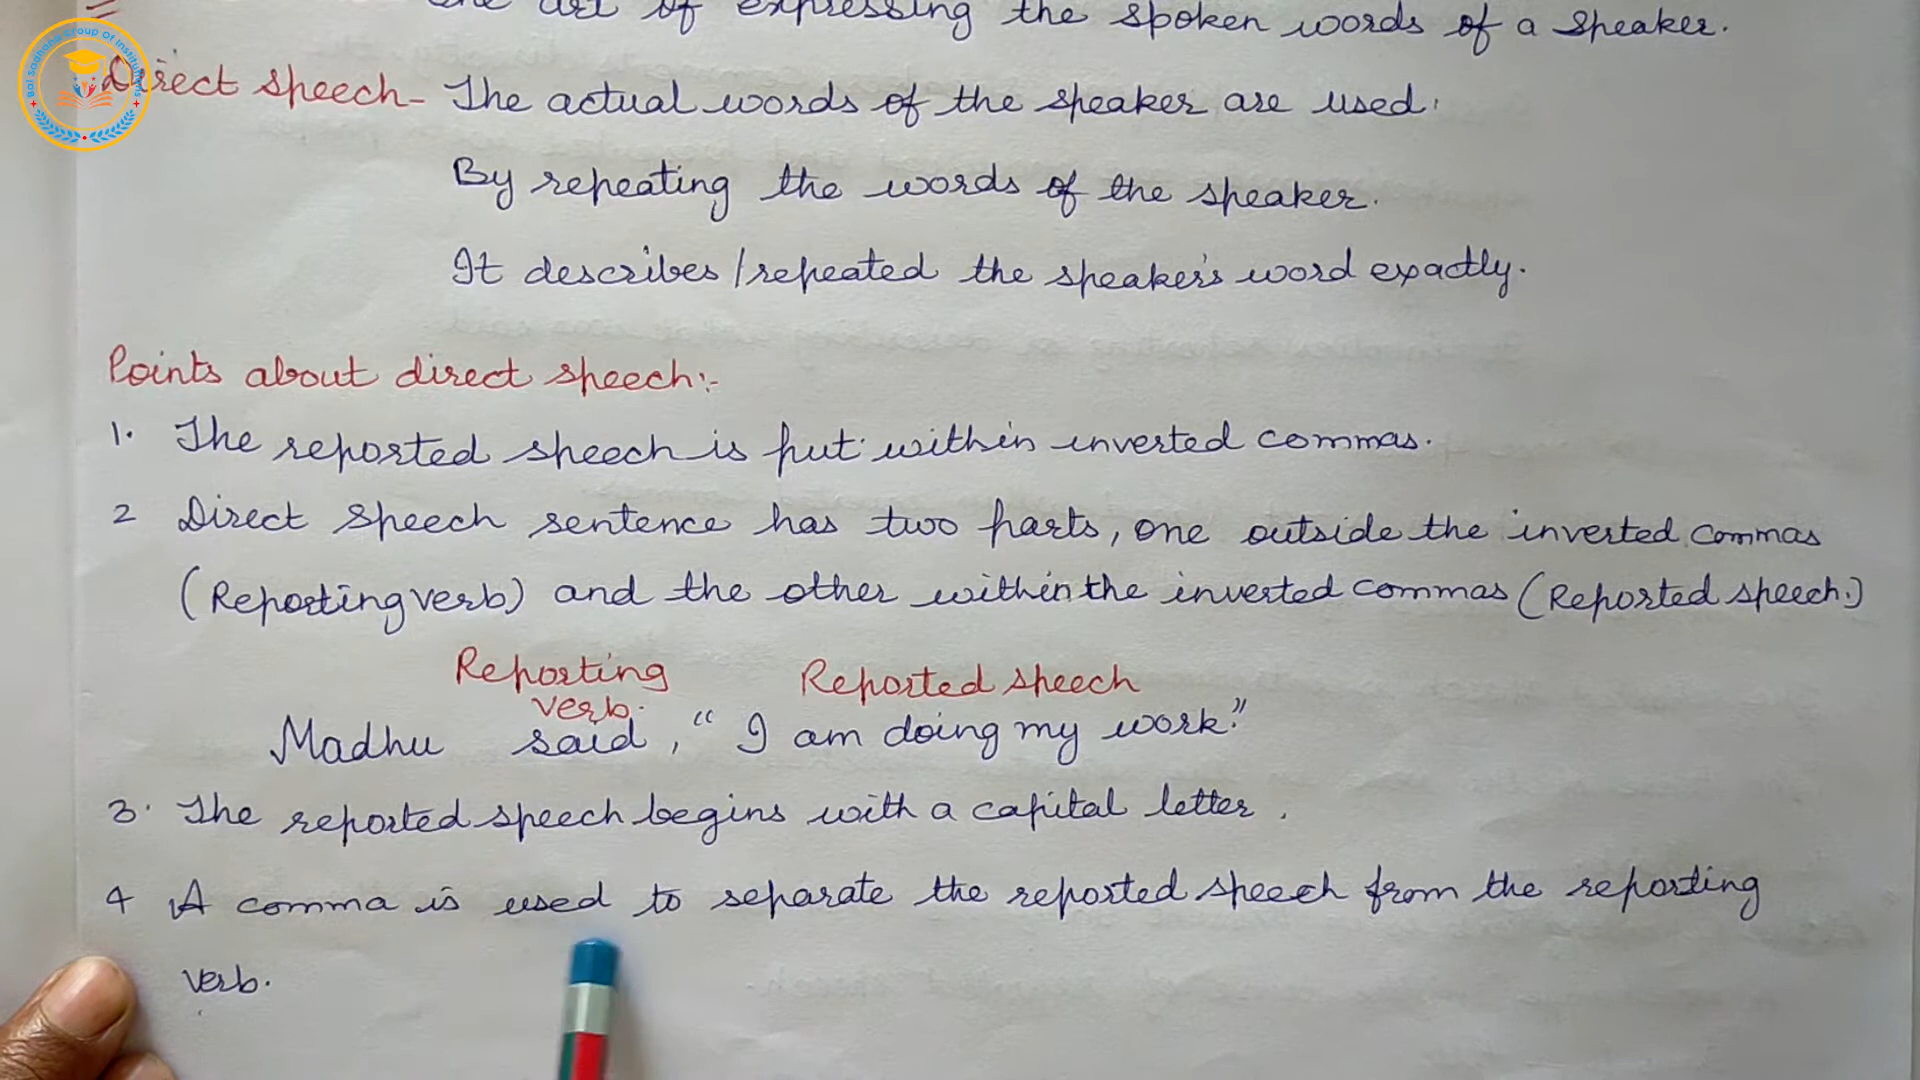 the art of expressing the spoken words of a speaker.
Bal Sadhana Group Of Institutions
Direct speech- The actual words of the speaker are used.
By repeating the words of the speaker.
It describes/repeated the speaker's word exactly.
Points about direct speech:-
1. The reported speech is put within inverted commas.
2 Direct speech sentence has two parts, one outside the inverted commas
(Reporting verb) and the other within the inverted commas (Reported speech.)
Reporting verb. Reported speech
Madhu said, "I am doing my work."
3. The reported speech begins with a capital letter.
4 A comma is used to separate the reported speech from the reporting
verb.